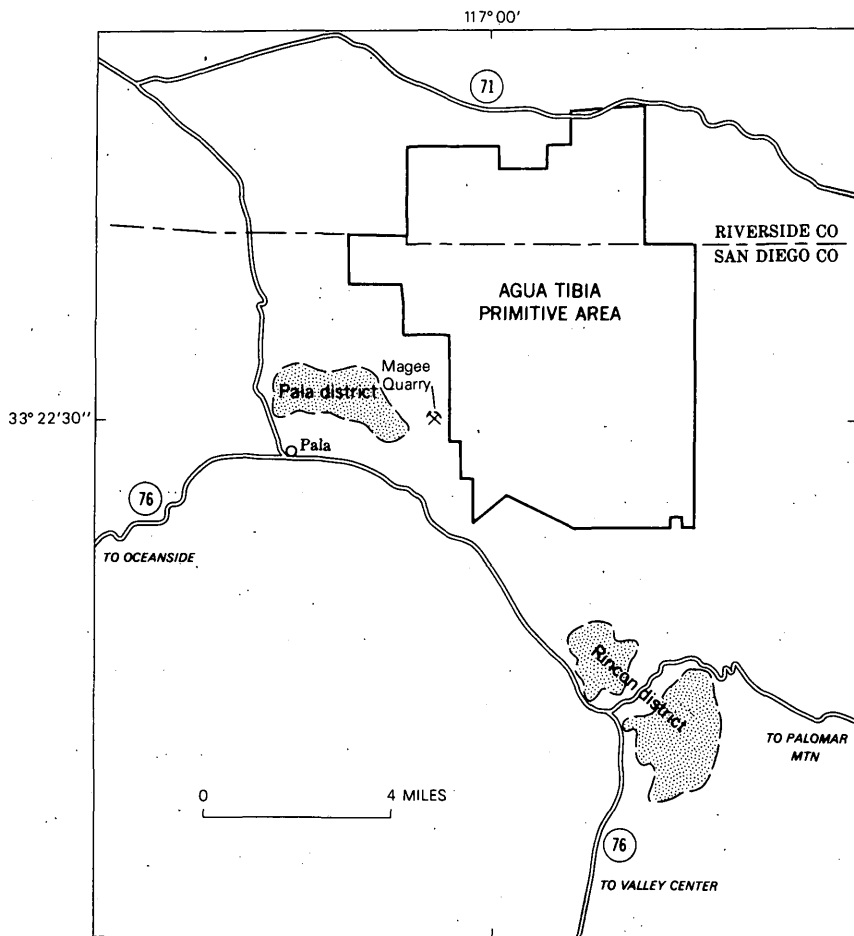 117° 00'
71
RIVERSIDE CO
SAN DIEGO CO
AGUA TIBIA
PRIMITIVE AREA
Magee
Quarry
Pala district
33° 22'30"
Pala
76
TO OCEANSIDE
Rincon district
TO PALOMAR
MTN
0 4 MILES
76
TO VALLEY CENTER